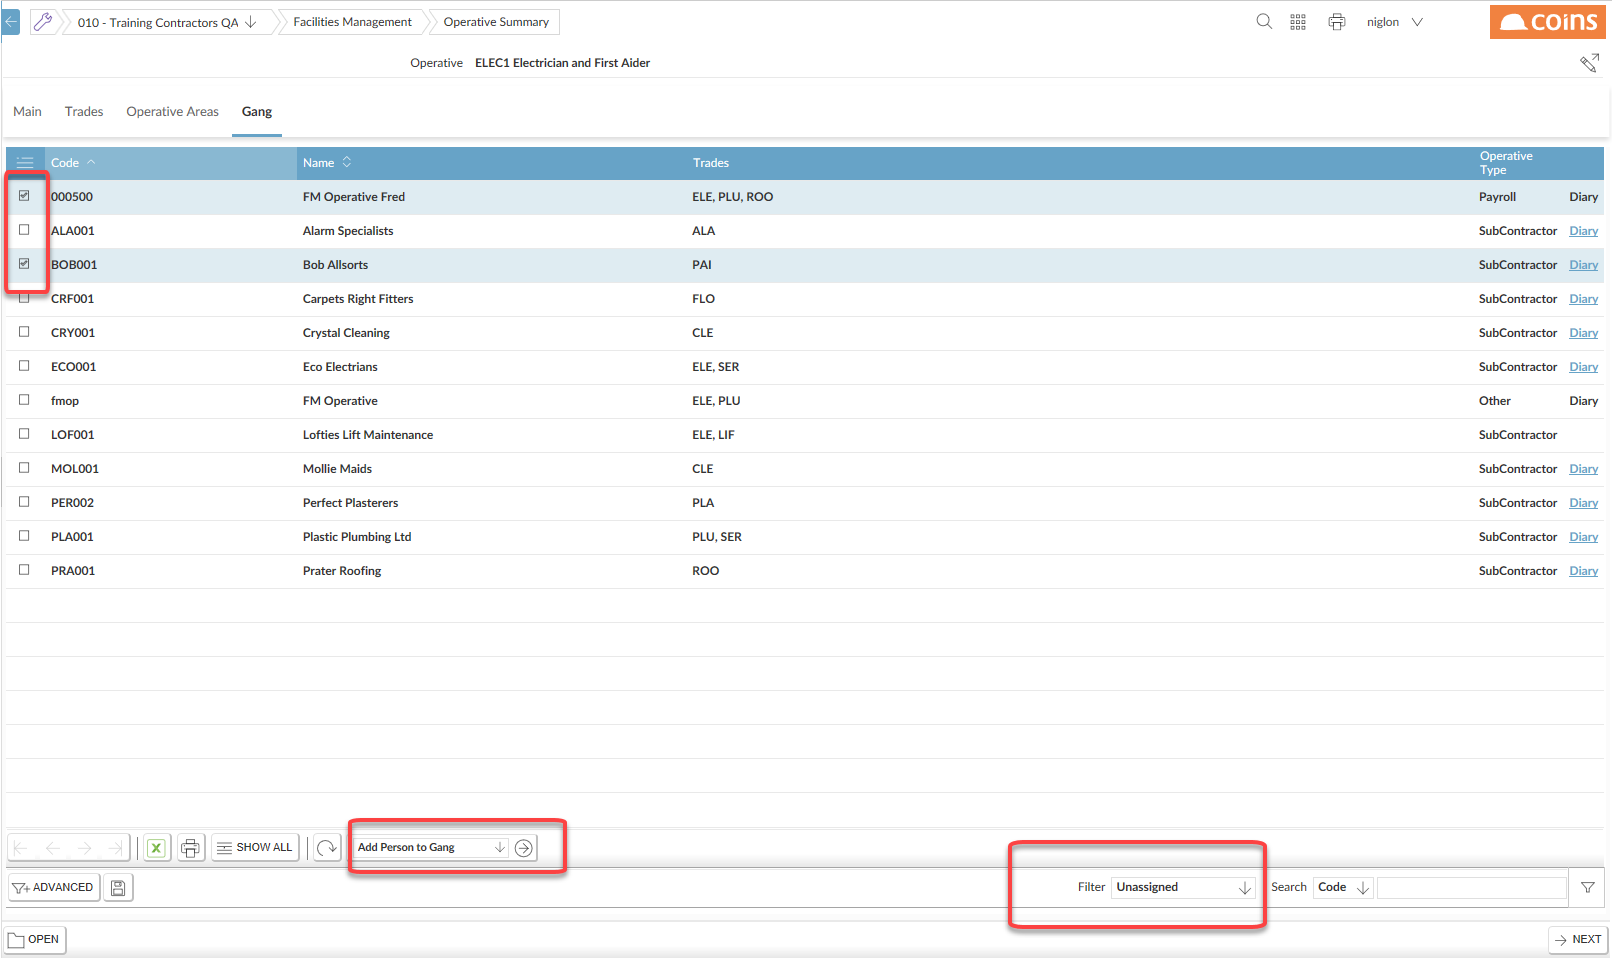 010 - Training Contractors QA
Facilities Management
Operative Summary
niglon
coins
Operative ELEC1 Electrician and First Aider
Main Trades Operative Areas Gang
Code Name Trades Operative Type
000500 FM Operative Fred ELE, PLU, ROO Payroll Diary
ALA001 Alarm Specialists ALA SubContractor Diary
BOB001 Bob Allsorts PAI SubContractor Diary
CRF001 Carpets Right Fitters FLO SubContractor Diary
CRY001 Crystal Cleaning CLE SubContractor Diary
ECO001 Eco Electrians ELE, SER SubContractor Diary
fmop FM Operative ELE, PLU Other Diary
LOF001 Lofties Lift Maintenance ELE, LIF SubContractor
MOL001 Mollie Maids CLE SubContractor Diary
PER002 Perfect Plasterers PLA SubContractor Diary
PLA001 Plastic Plumbing Ltd PLU, SER SubContractor Diary
PRA001 Prater Roofing ROO SubContractor Diary
SHOW ALL Add Person to Gang
ADVANCED Filter Unassigned Search Code
OPEN NEXT